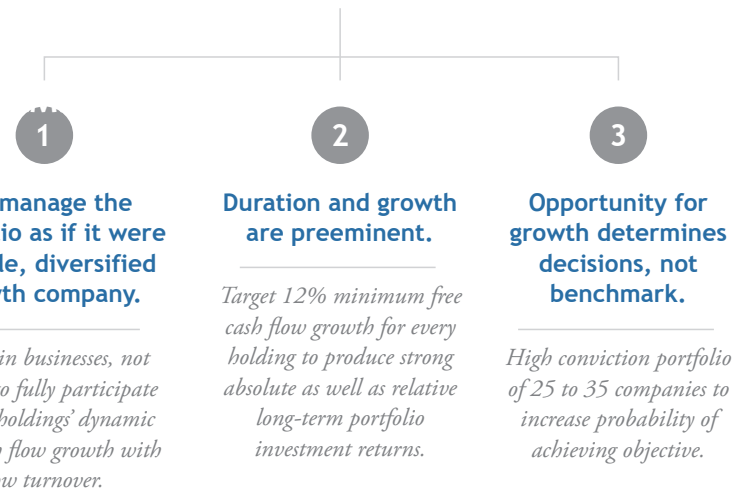 1
manage the
io as if it were
le, diversified
th company.
in businesses, not
o fully participate
holdings' dynamic
flow growth with
w turnover.
2
Duration and growth
are preeminent.
Target 12% minimum free
cash flow growth for every
holding to produce strong
absolute as well as relative
long-term portfolio
investment returns.
3
Opportunity for
growth determines
decisions, not
benchmark.
High conviction portfolio
of 25 to 35 companies to
increase probability of
achieving objective.